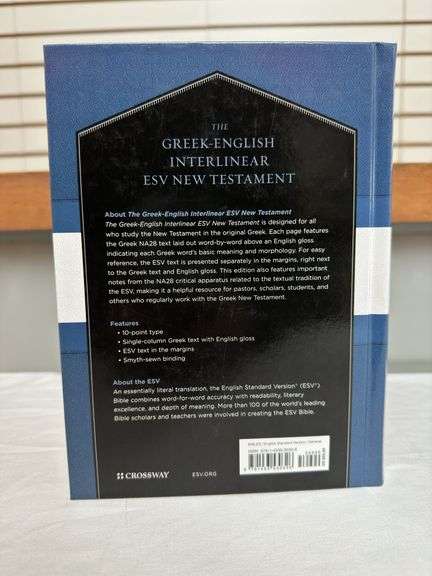 THE
GREEK-ENGLISH
INTERLINEAR
ESV NEW TESTAMENT
About The Greek-English Interlinear ESV New Testament
The Greek-English Interlinear ESV New Testament is designed for all
who study the New Testament in the original Greek. Each page features
the Greek NA28 text laid out word-by-word above an English gloss
indicating each Greek word's basic meaning and morphology. For easy
reference, the ESV text is presented separately in the margins, right
next to the Greek text and English gloss. This edition also features important
notes from the NA28 critical apparatus related to the textual tradition of
the ESV, making it a helpful resource for pastors, scholars, students, and
others who regularly work with the Greek New Testament.
Features
• 10-point type
• Single-column Greek text with English gloss
• ESV text in the margins
• Smyth-sewn binding
About the ESV
An essentially literal translation, the English Standard Version® (ESV®)
Bible combines word-for-word accuracy with readability, literary
excellence, and depth of meaning. More than 100 of the world's leading
Bible scholars and teachers were involved in creating the ESV Bible.
BIBLES / English Standard Version / General
CROSSWAY
ESV.ORG